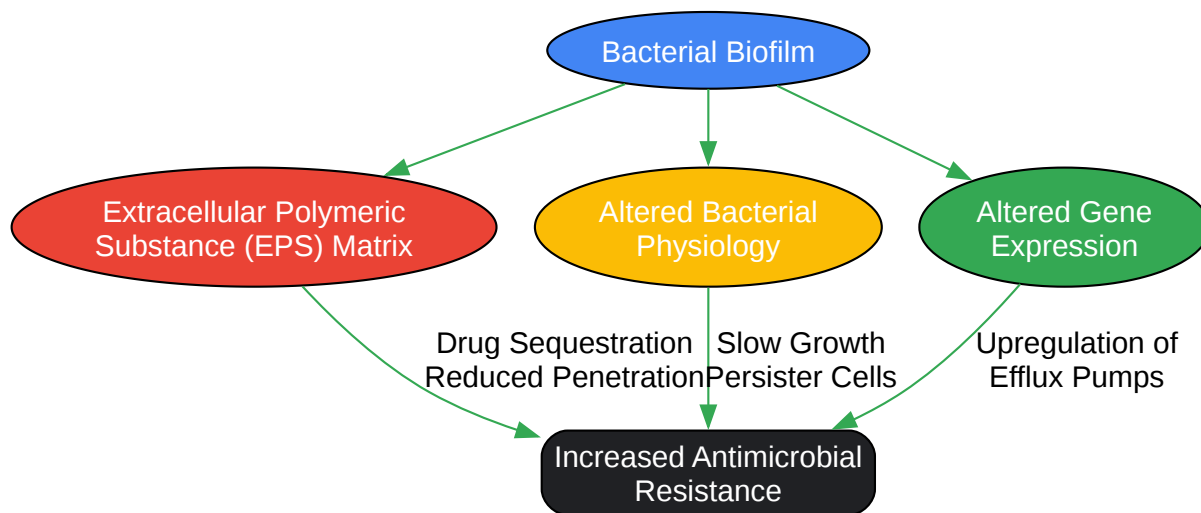 Bacterial Biofilm
Extracellular Polymeric
Substance (EPS) Matrix
Altered Bacterial
Physiology
Altered Gene
Expression
Drug Sequestration
Reduced Penetration
Slow Growth
Persister Cells
Upregulation of
Efflux Pumps
Increased Antimicrobial
Resistance